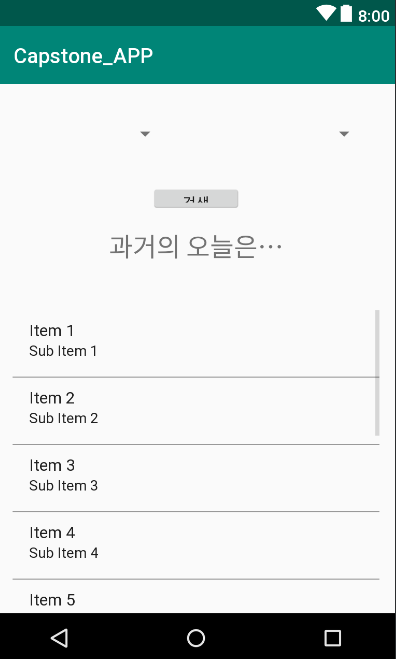 8:00
Capstone_APP
검색
과거의 오늘은…
Item 1
Sub Item 1
Item 2
Sub Item 2
Item 3
Sub Item 3
Item 4
Sub Item 4
Item 5